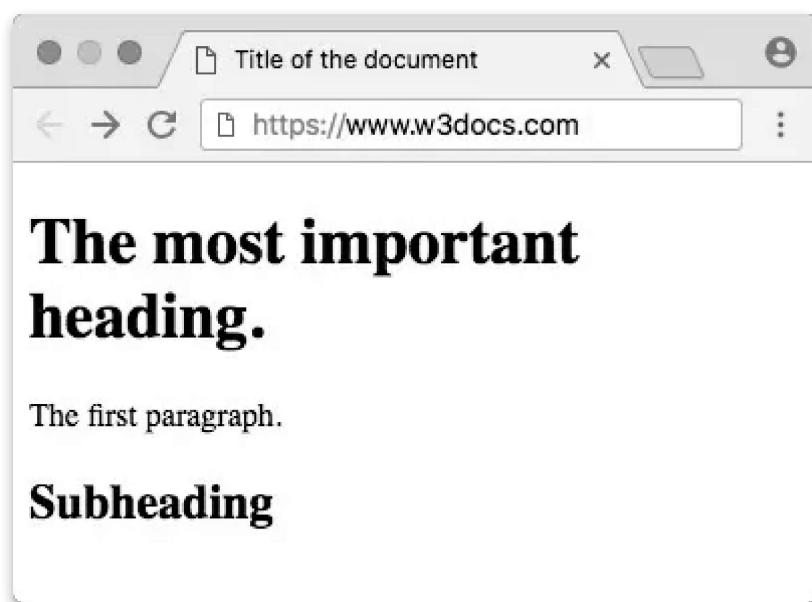 Title of the document
https://www.w3docs.com
The most important
heading.
The first paragraph.
Subheading